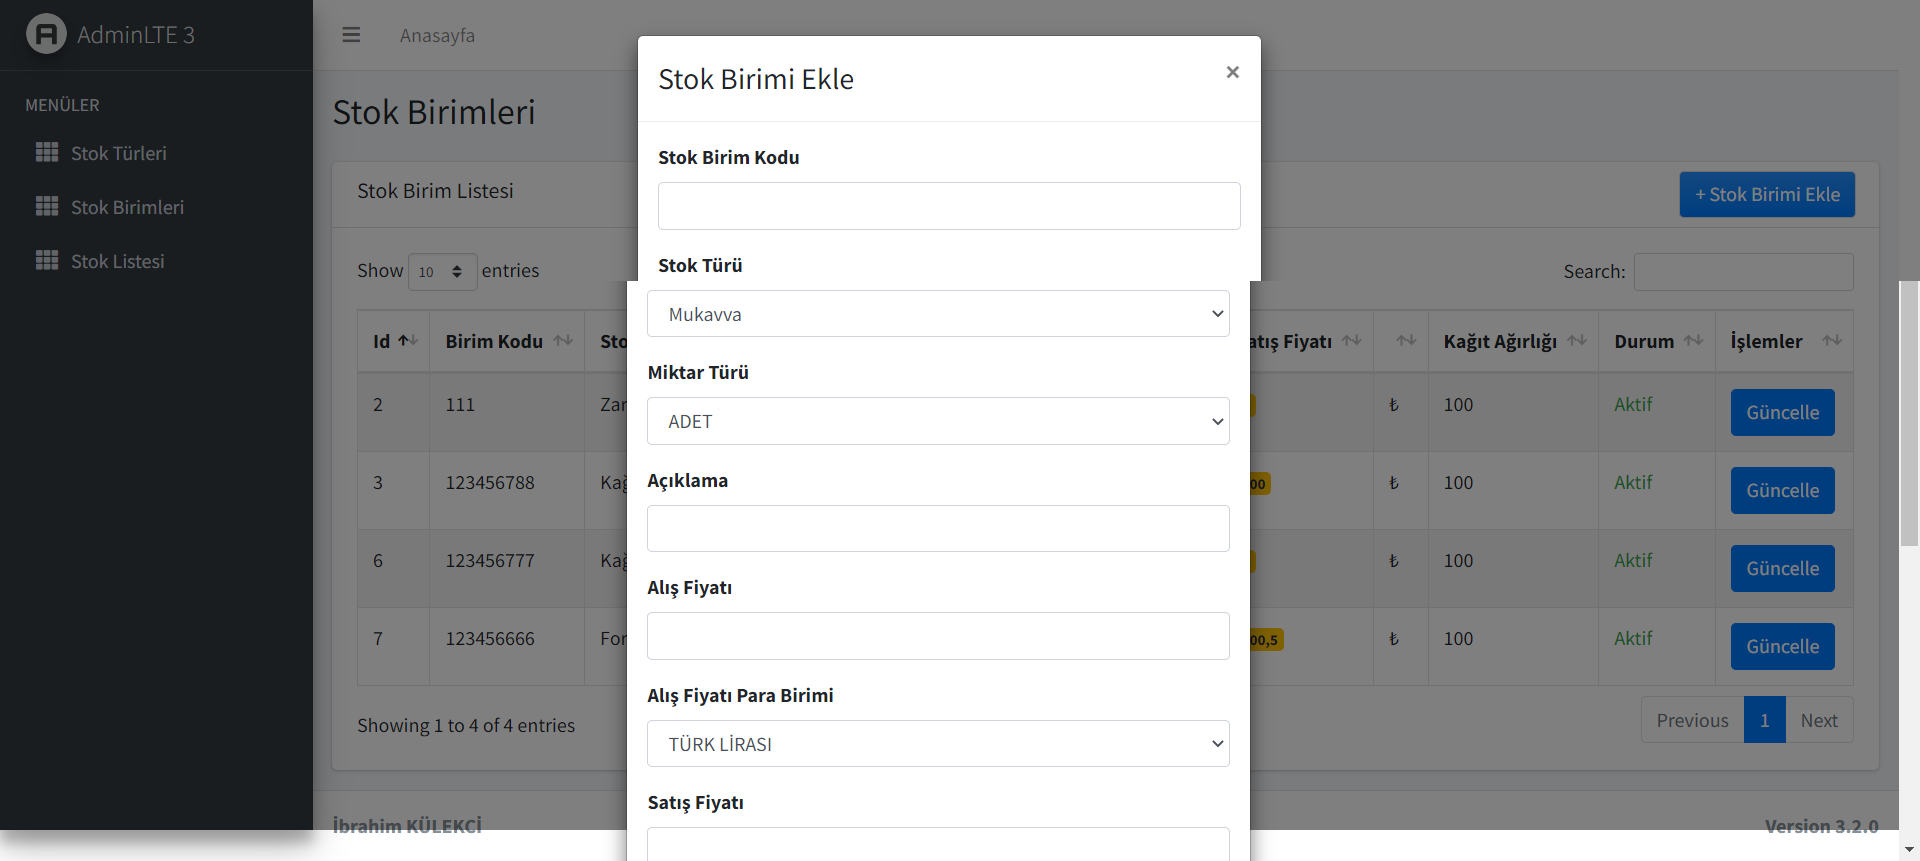 AdminLTE 3
MENÜLER
Stok Türleri
Stok Birimleri
Stok Listesi
Anasayfa
Stok Birimleri
Stok Birim Listesi
+ Stok Birimi Ekle
Show 10 entries
Search:
Id Birim Kodu Sto atış Fiyatı Kağıt Ağırlığı Durum İşlemler
2 111 Zar ₺ 100 Aktif Güncelle
3 123456788 Kağ 00 ₺ 100 Aktif Güncelle
6 123456777 Kağ ₺ 100 Aktif Güncelle
7 123456666 For 00,5 ₺ 100 Aktif Güncelle
Showing 1 to 4 of 4 entries
Previous 1 Next
İbrahim KÜLEKCİ
Version 3.2.0
Stok Birimi Ekle
×
Stok Birim Kodu
Stok Türü
Mukavva
Miktar Türü
ADET
Açıklama
Alış Fiyatı
Alış Fiyatı Para Birimi
TÜRK LİRASI
Satış Fiyatı